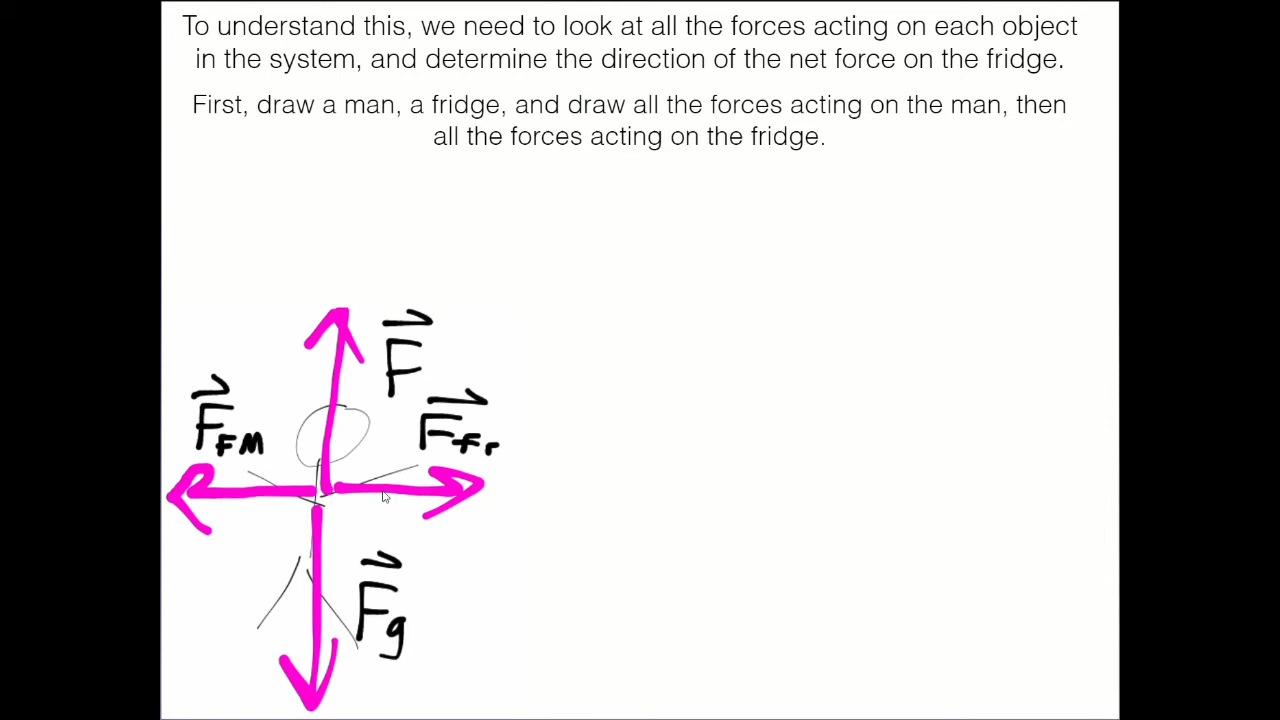 To understand this, we need to look at all the forces acting on each object
in the system, and determine the direction of the net force on the fridge.
First, draw a man, a fridge, and draw all the forces acting on the man, then
all the forces acting on the fridge.
F
FFM
Ffr
Fg